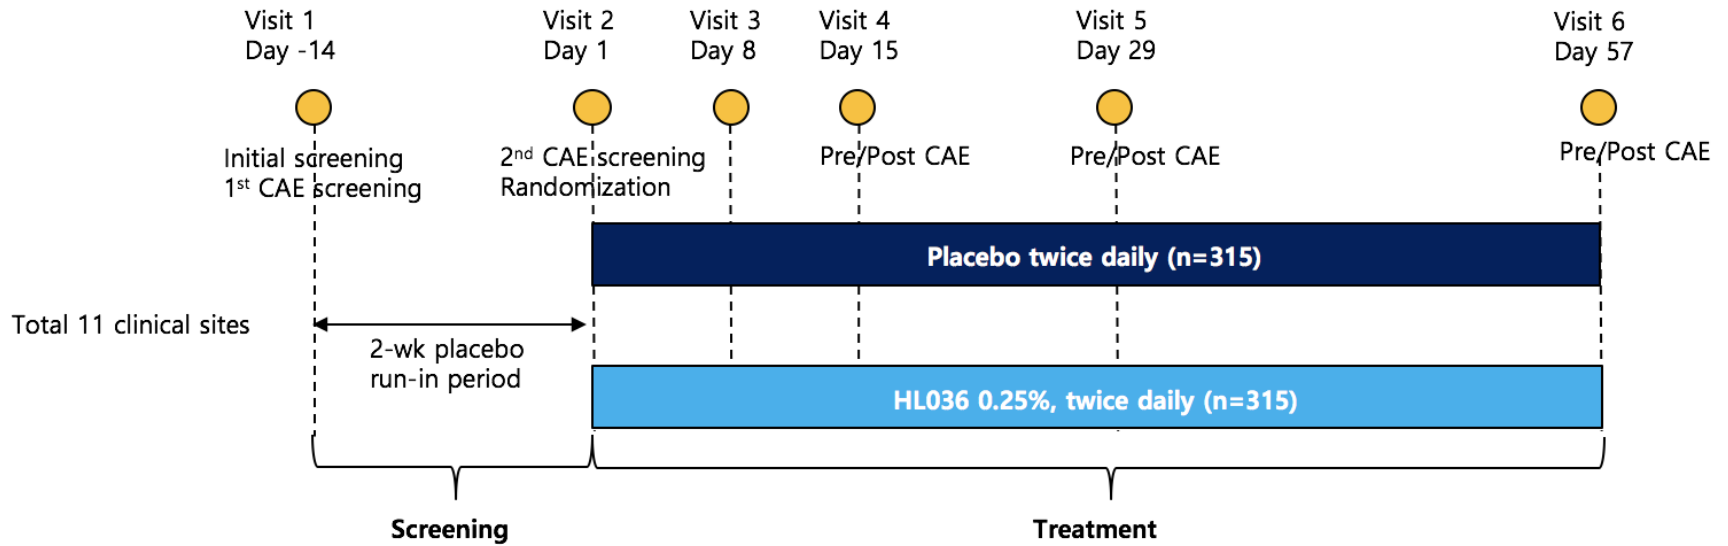 Visit 1
Day -14
Visit 2
Day 1
Visit 3
Day 8
Visit 4
Day 15
Visit 5
Day 29
Visit 6
Day 57
Initial screening
1st CAE screening
2nd CAE screening
Randomization
Pre/Post CAE
Pre/Post CAE
Pre/Post CAE
Placebo twice daily (n=315)
Total 11 clinical sites
2-wk placebo
run-in period
HL036 0.25%, twice daily (n=315)
Screening
Treatment